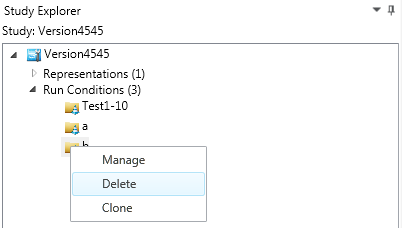 Study Explorer
Study: Version4545
Version4545
Representations (1)
Run Conditions (3)
Test1-10
a
Manage
Delete
Clone